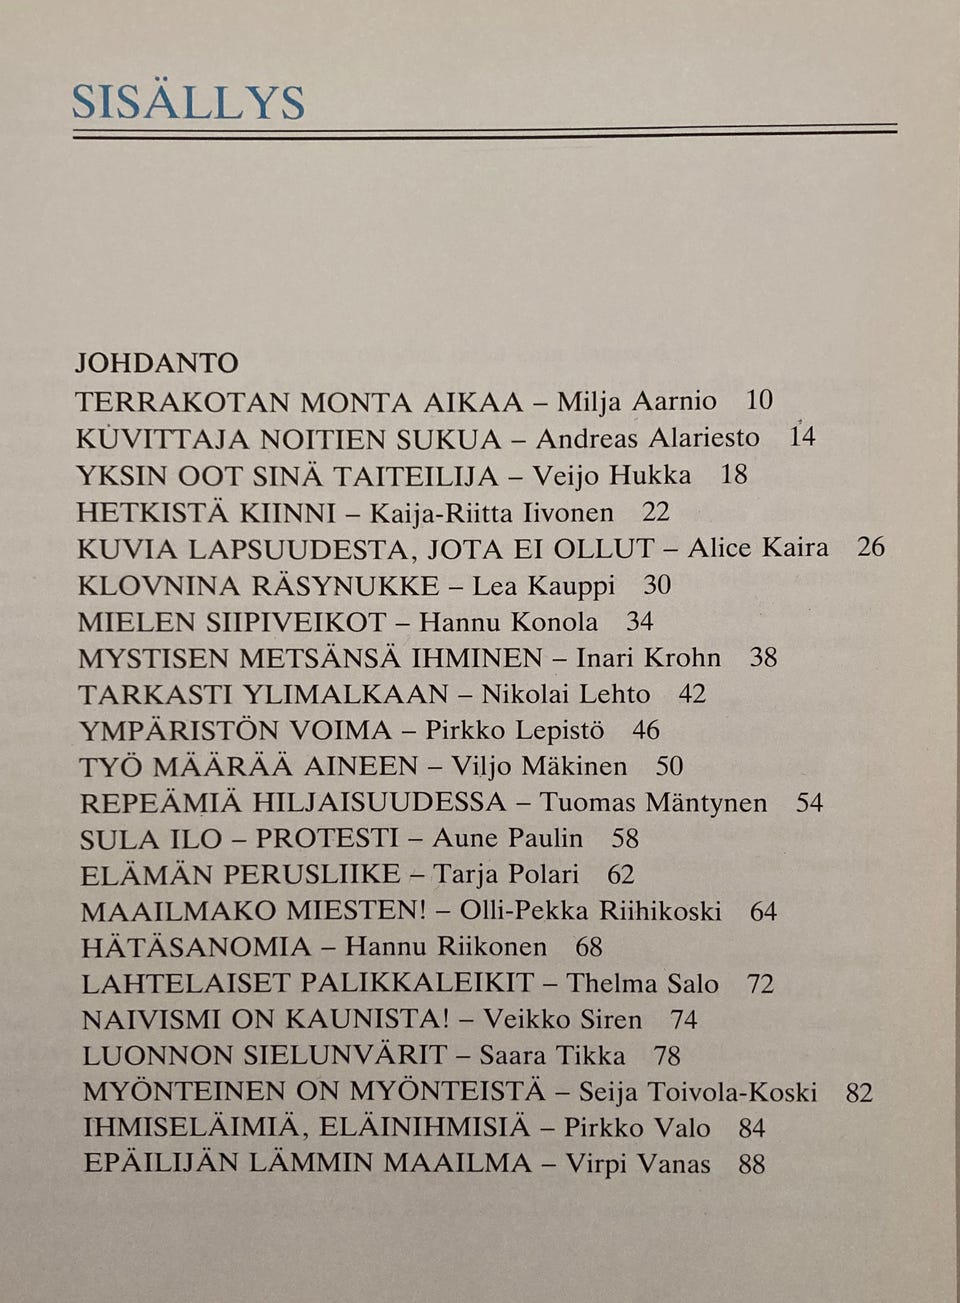 SISÄLLYS
JOHDANTO
TERRAKOTAN MONTA AIKAA – Milja Aarnio 10
KUVITTAJA NOITIEN SUKUA – Andreas Alariesto 14
YKSIN OOT SINÄ TAITEILIJA – Veijo Hukka 18
HETKISTÄ KIINNI – Kaija-Riitta Iivonen 22
KUVIA LAPSUUDESTA, JOTA EI OLLUT – Alice Kaira 26
KLOVNINA RÄSYNUKKE – Lea Kauppi 30
MIELEN SIIPIVEIKOT – Hannu Konola 34
MYSTISEN METSÄNSÄ IHMINEN – Inari Krohn 38
TARKASTI YLIMALKAAN – Nikolai Lehto 42
YMPÄRISTÖN VOIMA – Pirkko Lepistö 46
TYÖ MÄÄRÄÄ AINEEN – Viljo Mäkinen 50
REPEÄMIÄ HILJAISUUDESSA – Tuomas Mäntynen 54
SULA ILO – PROTESTI – Aune Paulin 58
ELÄMÄN PERUSLIIKE – Tarja Polari 62
MAAILMAKO MIESTEN! – Olli-Pekka Riihikoski 64
HÄTÄSANOMIA – Hannu Riikonen 68
LAHTELAISET PALIKKALEIKIT – Thelma Salo 72
NAIVISMI ON KAUNISTA! – Veikko Siren 74
LUONNON SIELUNVÄRIT – Saara Tikka 78
MYÖNTEINEN ON MYÖNTEISTÄ – Seija Toivola-Koski 82
IHMISELÄIMIÄ, ELÄINIHMISIÄ – Pirkko Valo 84
EPÄILIJÄN LÄMMIN MAAILMA – Virpi Vanas 88